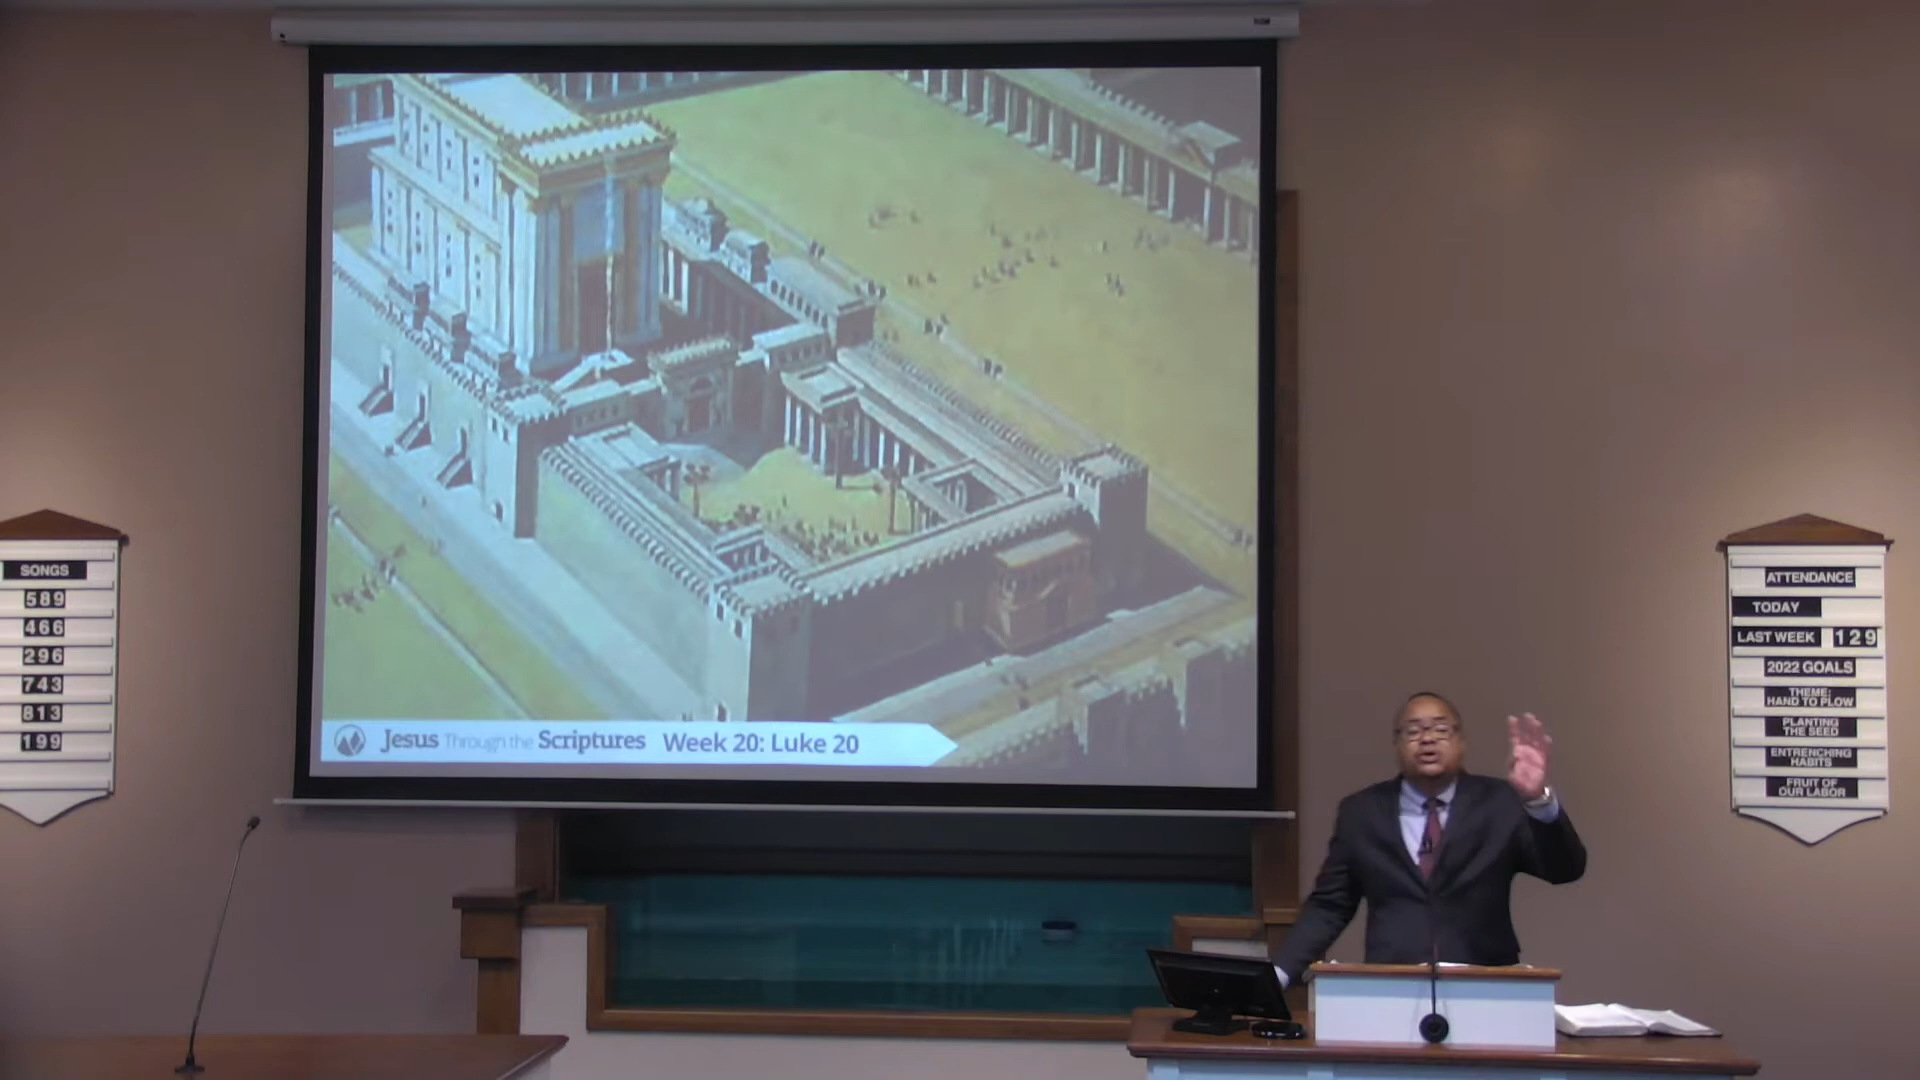 SONGS
589
466
296
743
813
199
Jesus Through the Scriptures Week 20: Luke 20
ATTENDANCE
TODAY
LAST WEEK 129
2022 GOALS
THEME:
HAND TO PLOW
PLANTING
THE SEED
ENTRENCHING
HABITS
FRUIT OF
OUR LABOR